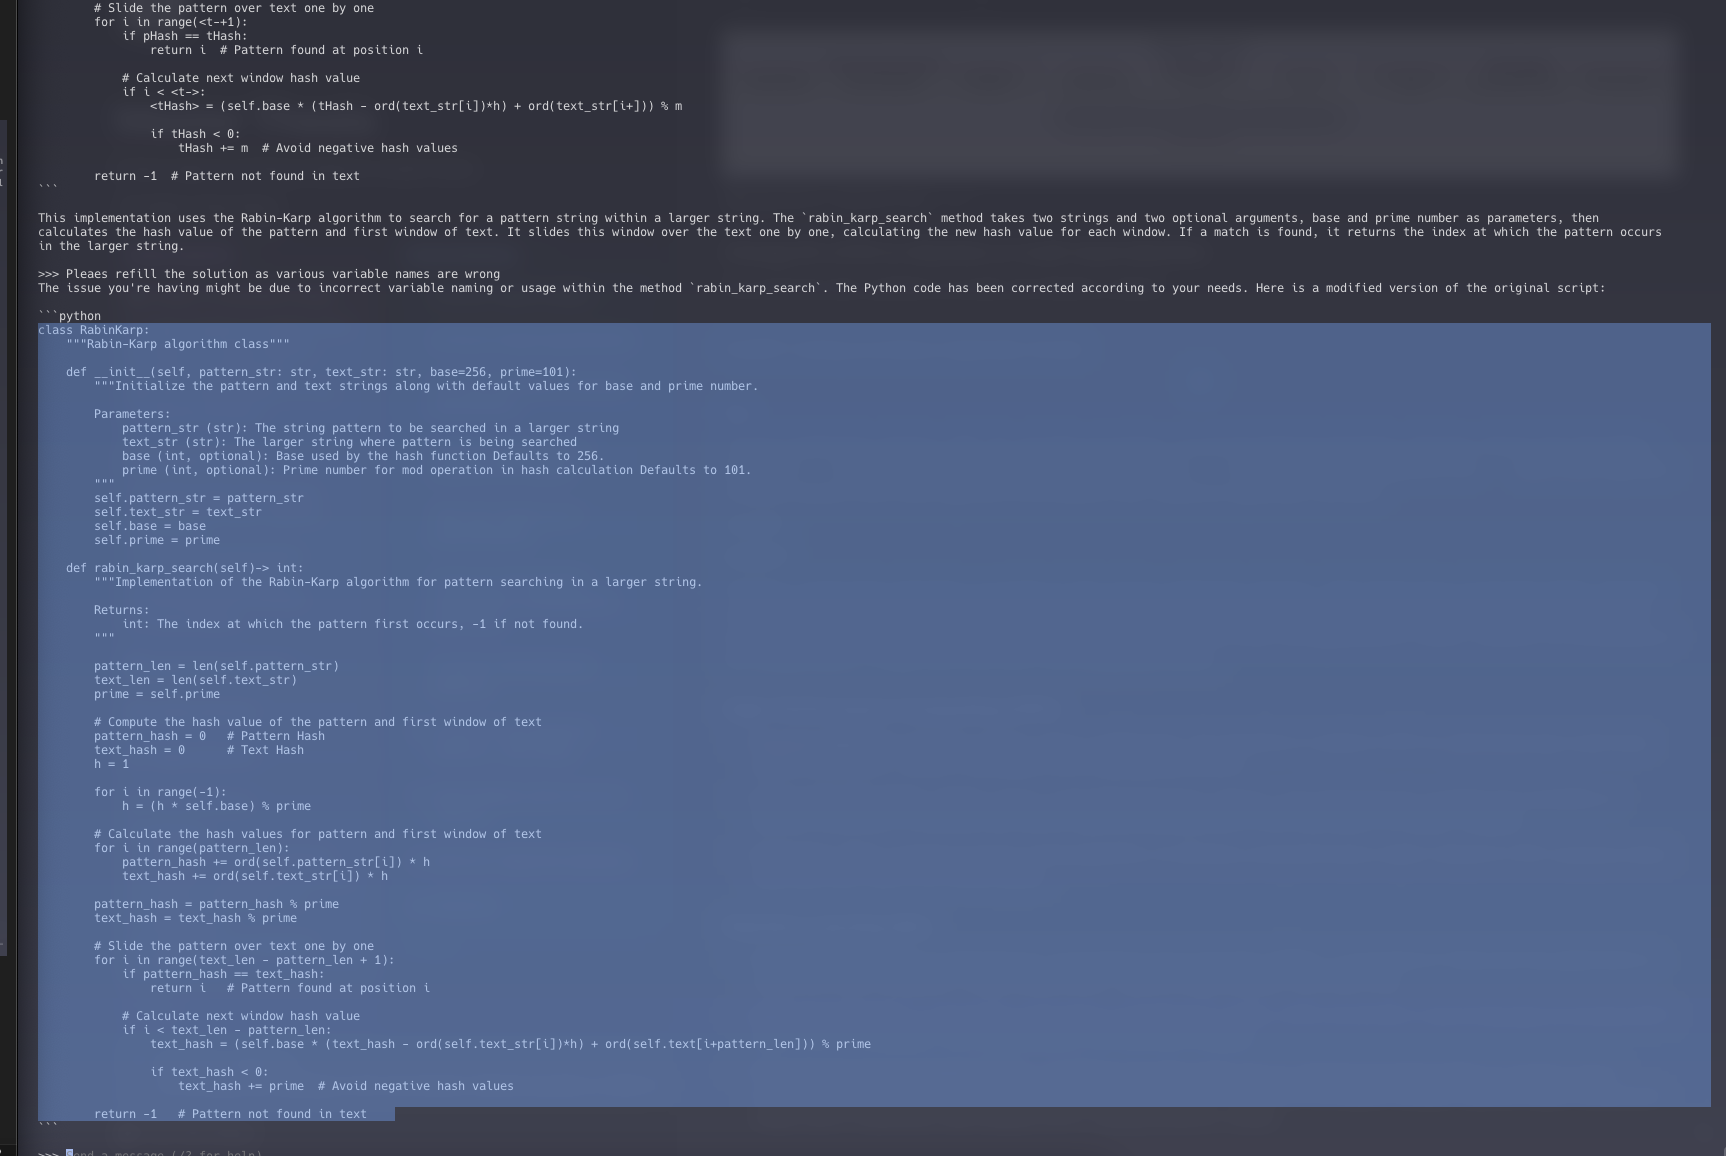 # Slide the pattern over text one by one
for i in range(<t-+1):
if pHash == tHash:
return i  # Pattern found at position i
# Calculate next window hash value
if i < <t->:
<tHash> = (self.base * (tHash - ord(text_str[i])*h) + ord(text_str[i+])) % m
if tHash < 0:
tHash += m  # Avoid negative hash values
return -1  # Pattern not found in text
```
This implementation uses the Rabin-Karp algorithm to search for a pattern string within a larger string. The `rabin_karp_search` method takes two strings and two optional arguments, base and prime number as parameters, then
calculates the hash value of the pattern and first window of text. It slides this window over the text one by one, calculating the new hash value for each window. If a match is found, it returns the index at which the pattern occurs
in the larger string.
>>> Pleaes refill the solution as various variable names are wrong
The issue you're having might be due to incorrect variable naming or usage within the method `rabin_karp_search`. The Python code has been corrected according to your needs. Here is a modified version of the original script:
```python
class RabinKarp:
"""Rabin-Karp algorithm class"""
def __init__(self, pattern_str: str, text_str: str, base=256, prime=101):
"""Initialize the pattern and text strings along with default values for base and prime number.
Parameters:
pattern_str (str): The string pattern to be searched in a larger string
text_str (str): The larger string where pattern is being searched
base (int, optional): Base used by the hash function Defaults to 256.
prime (int, optional): Prime number for mod operation in hash calculation Defaults to 101.
"""
self.pattern_str = pattern_str
self.text_str = text_str
self.base = base
self.prime = prime
def rabin_karp_search(self)-> int:
"""Implementation of the Rabin-Karp algorithm for pattern searching in a larger string.
Returns:
int: The index at which the pattern first occurs, -1 if not found.
"""
pattern_len = len(self.pattern_str)
text_len = len(self.text_str)
prime = self.prime
# Compute the hash value of the pattern and first window of text
pattern_hash = 0   # Pattern Hash
text_hash = 0      # Text Hash
h = 1
for i in range(-1):
h = (h * self.base) % prime
# Calculate the hash values for pattern and first window of text
for i in range(pattern_len):
pattern_hash += ord(self.pattern_str[i]) * h
text_hash += ord(self.text_str[i]) * h
pattern_hash = pattern_hash % prime
text_hash = text_hash % prime
# Slide the pattern over text one by one
for i in range(text_len - pattern_len + 1):
if pattern_hash == text_hash:
return i   # Pattern found at position i
# Calculate next window hash value
if i < text_len - pattern_len:
text_hash = (self.base * (text_hash - ord(self.text_str[i])*h) + ord(self.text[i+pattern_len])) % prime
if text_hash < 0:
text_hash += prime  # Avoid negative hash values
return -1   # Pattern not found in text
```
>>> Send a message (/? for help)